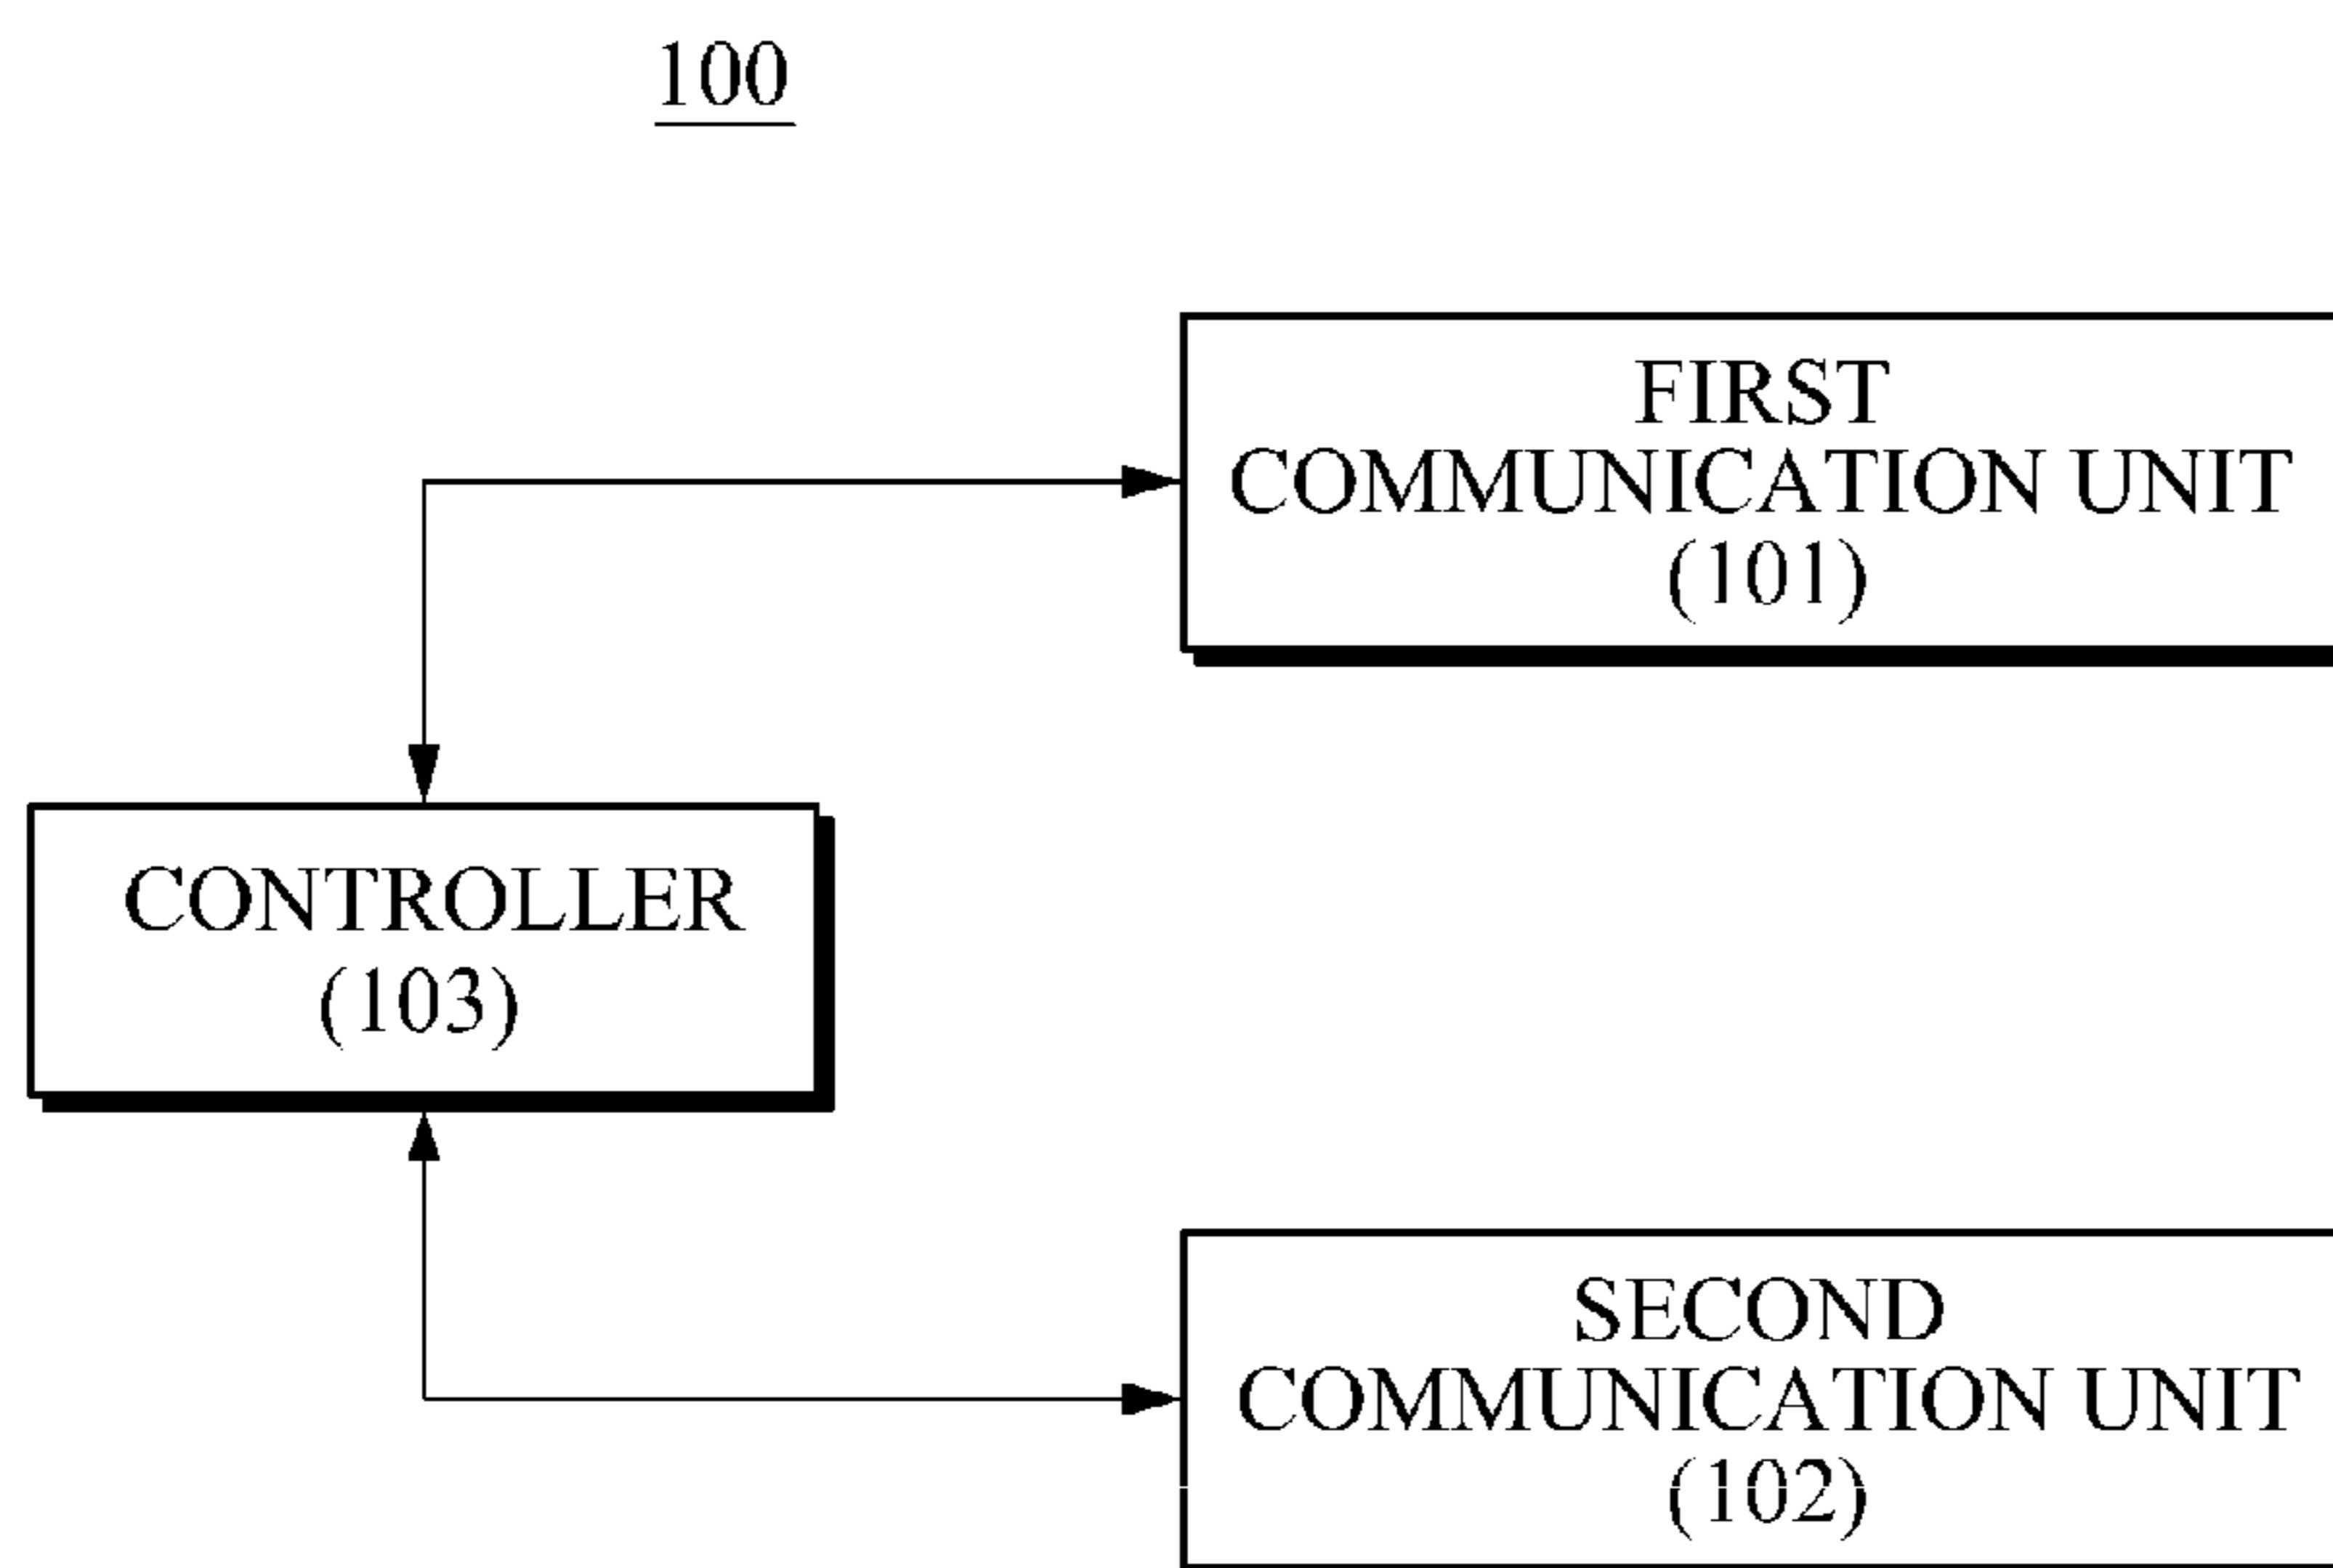 100
FIRST
COMMUNICATION UNIT
(101)
CONTROLLER
(103)
SECOND
COMMUNICATION UNIT
(102)